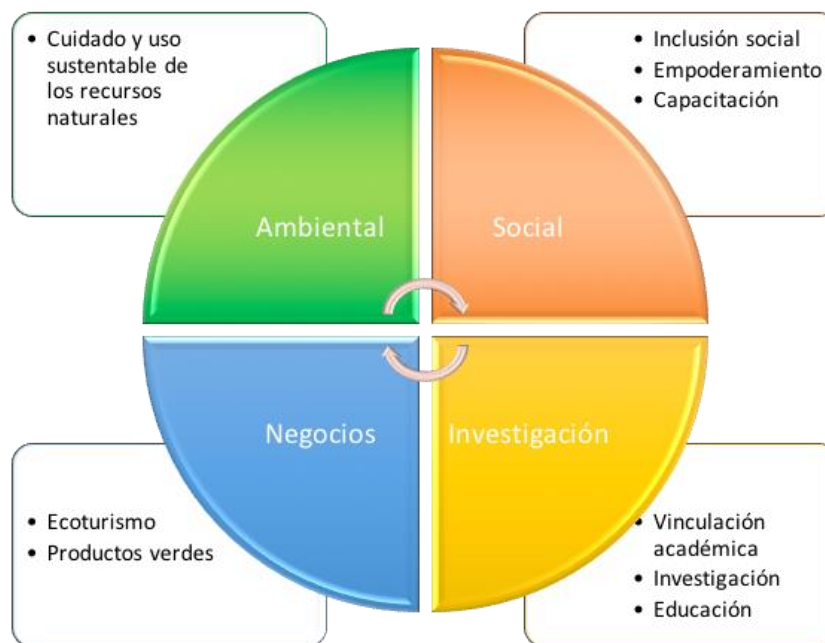 • Cuidado y uso
sustentable de
los recursos
naturales
• Inclusión social
• Empoderamiento
• Capacitación
Ambiental
Social
Negocios
Investigación
• Ecoturismo
• Productos verdes
• Vinculación
académica
• Investigación
• Educación